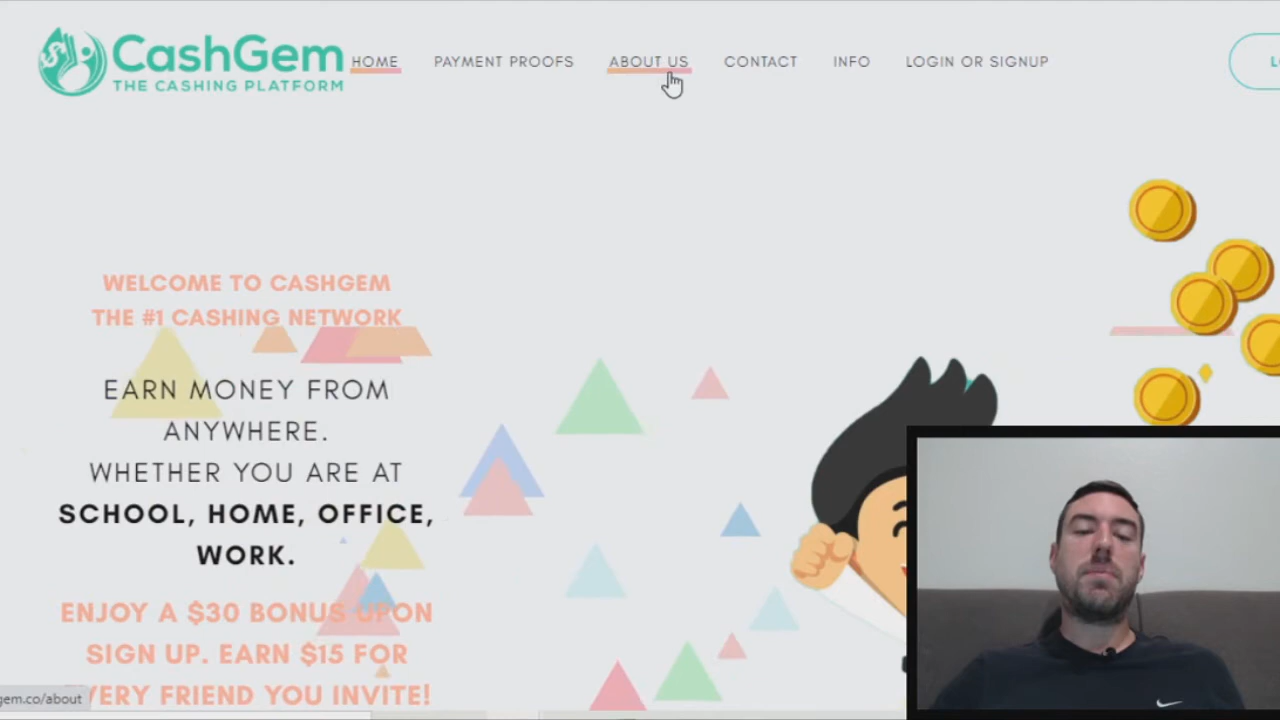 CashGem
THE CASHING PLATFORM
HOME
PAYMENT PROOFS
ABOUT US
CONTACT
INFO
LOGIN OR SIGNUP
WELCOME TO CASHGEM
THE #1 CASHING NETWORK
EARN MONEY FROM
ANYWHERE.
WHETHER YOU ARE AT
SCHOOL, HOME, OFFICE,
WORK.
ENJOY A $30 BONUS UPON
SIGN UP. EARN $15 FOR
EVERY FRIEND YOU INVITE!
gem.co/about